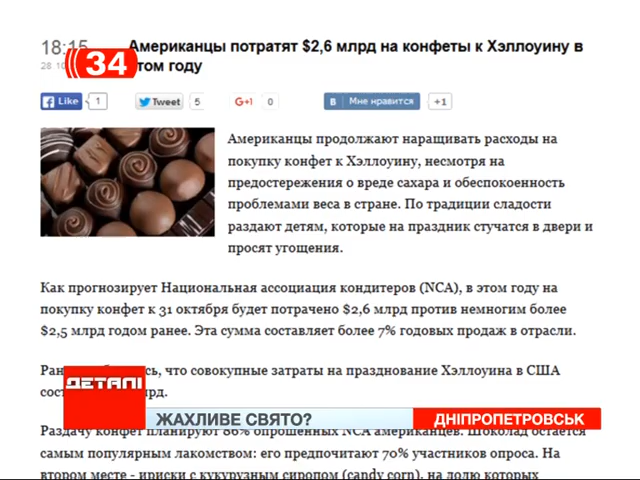 18:15
34
Американцы потратят $2,6 млрд на конфеты к Хэллоуину в
этом году
28
Like 1 Tweet 5 G+1 0 B Мне нравится +1
Американцы продолжают наращивать расходы на
покупку конфет к Хэллоуину, несмотря на
предостережения о вреде сахара и обеспокоенность
проблемами веса в стране. По традиции сладости
раздают детям, которые на праздник стучатся в двери и
просят угощения.
Как прогнозирует Национальная ассоциация кондитеров (NCA), в этом году на
покупку конфет к 31 октября будет потрачено $2,6 млрд против немногим более
$2,5 млрд годом ранее. Эта сумма составляет более 7% годовых продаж в отрасли.
что совокупные затраты на празднование Хэллоуина в США
ДЕТАЛІ
ЖАХЛИВЕ СВЯТО?
ДНІПРОПЕТРОВСЬК
Раздачу конфет планируют 86% опрошенных NCA американцев. Шоколад остается
самым популярным лакомством: его предпочитают 70% участников опроса. На
втором месте - ириски с кукурузным сиропом (candy corn), на долю которых